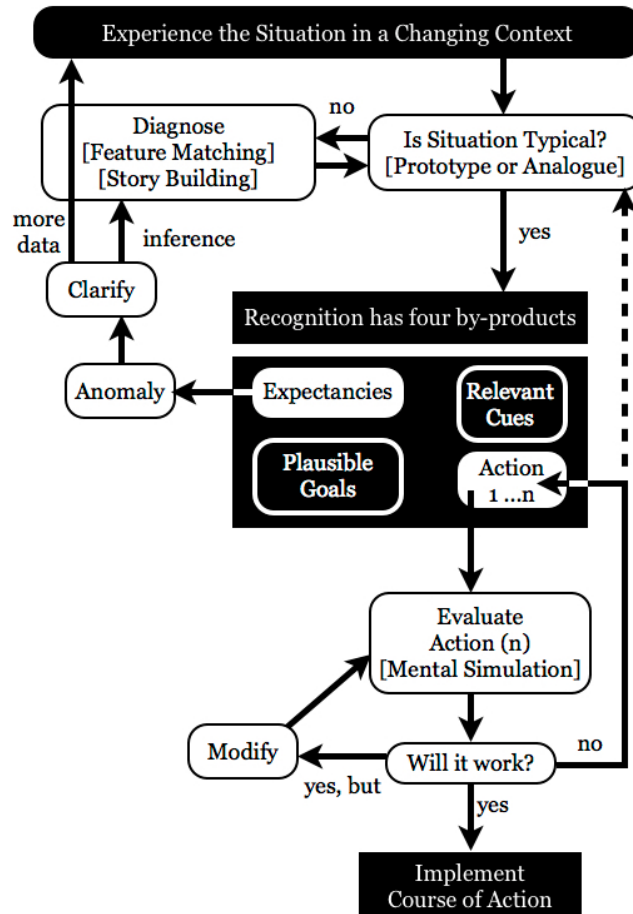 Experience the Situation in a Changing Context
no
Diagnose
[Feature Matching]
[Story Building]
Is Situation Typical?
[Prototype or Analogue]
more
data
inference
yes
Clarify
Recognition has four by-products
Anomaly
Expectancies
Relevant
Cues
Plausible
Goals
Action
1 ...n
Evaluate
Action (n)
[Mental Simulation]
Modify
Will it work?
no
yes, but
yes
Implement
Course of Action